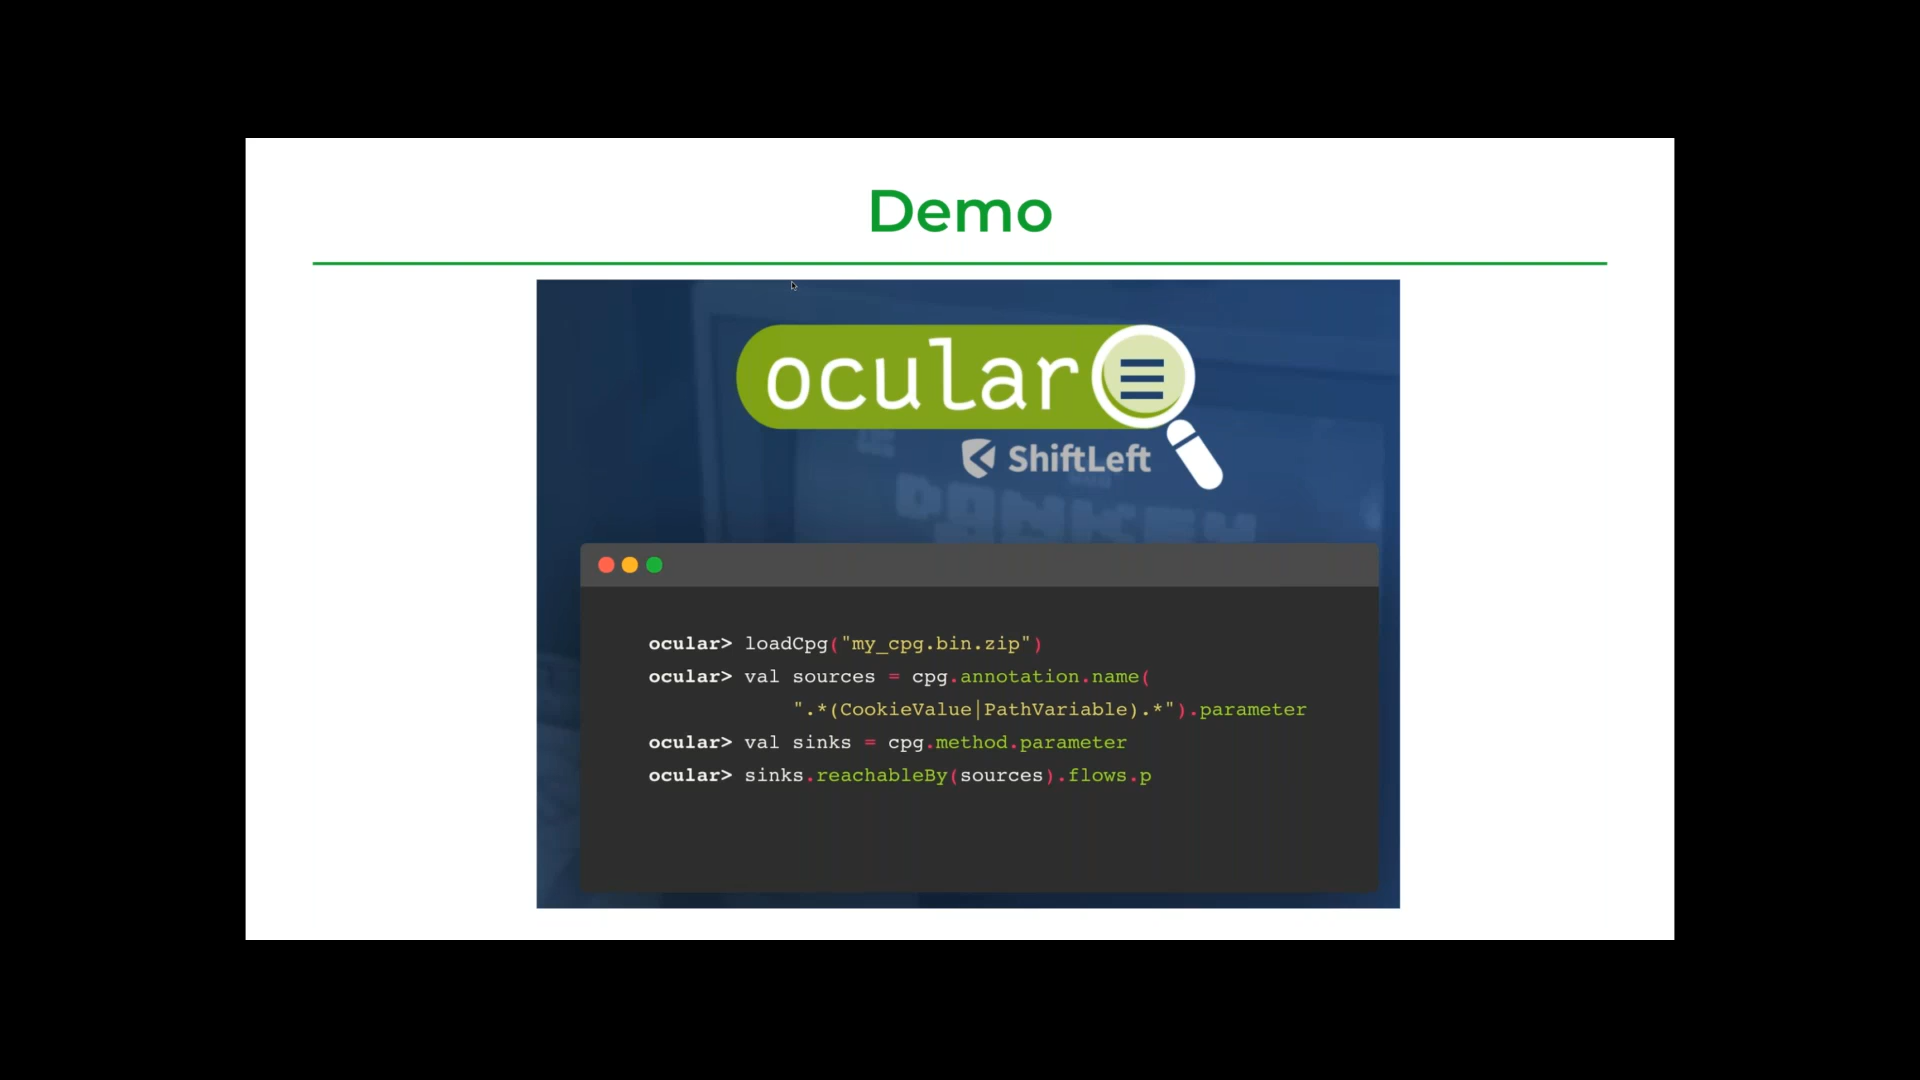 Demo
ocular
ShiftLeft
ocular> loadCpg("my_cpg.bin.zip")
ocular> val sources = cpg.annotation.name(
".*(CookieValue|PathVariable).*").parameter
ocular> val sinks = cpg.method.parameter
ocular> sinks.reachableBy(sources).flows.p